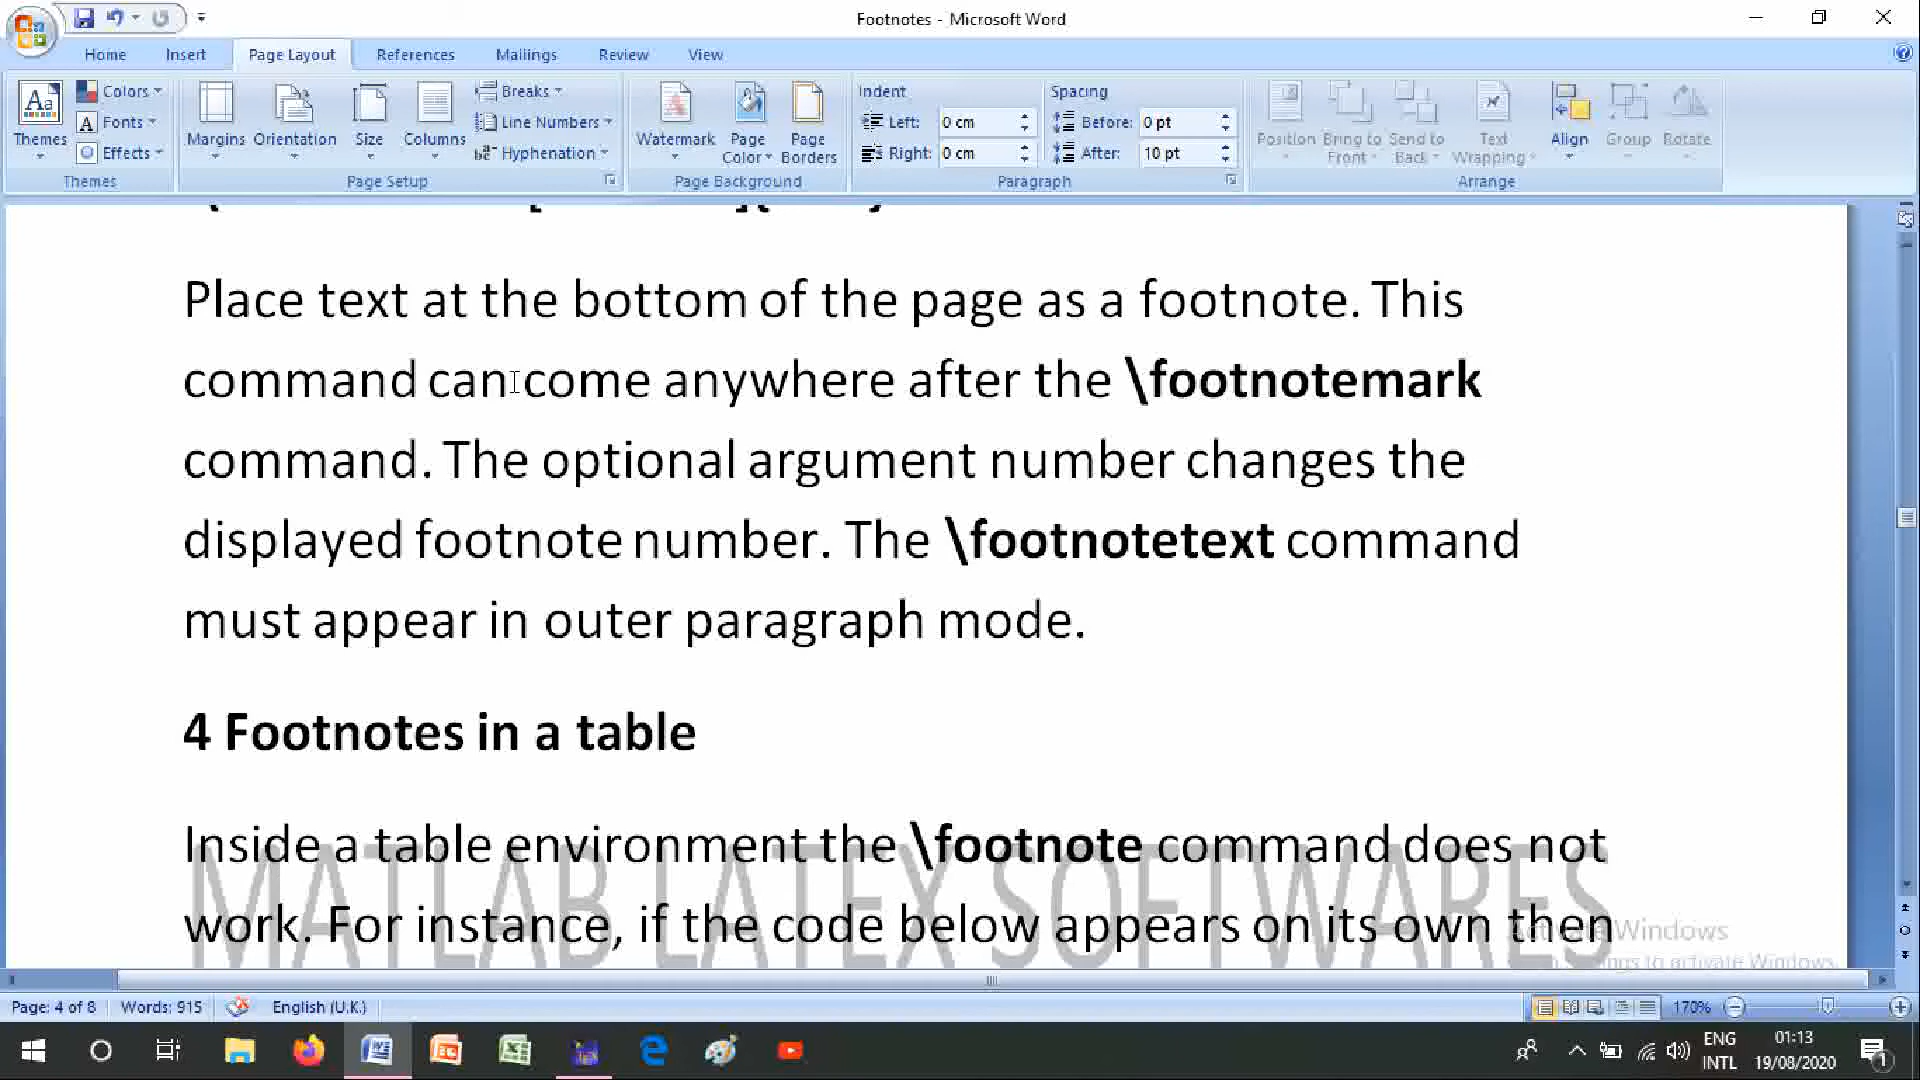 Footnotes - Microsoft Word
Home Insert Page Layout References Mailings Review View
Aa Themes Colors Fonts Effects Themes
Margins Orientation Size Columns Breaks Line Numbers Hyphenation Page Setup
Watermark Page Color Page Borders Page Background
Indent Left: 0 cm Right: 0 cm Spacing Before: 0 pt After: 10 pt Paragraph
Position Bring to Front Send to Back Text Wrapping Align Group Rotate Arrange
Place text at the bottom of the page as a footnote. This
command can come anywhere after the \footnotemark
command. The optional argument number changes the
displayed footnote number. The \footnotetext command
must appear in outer paragraph mode.
4 Footnotes in a table
Inside a table environment the \footnote command does not
work. For instance, if the code below appears on its own then
MATLAB LATEX SOFTWARES
Activate Windows
to activate Windows.
Page: 4 of 8 Words: 915 English (U.K.) 170%
ENG
INTL
01:13
19/08/2020
1